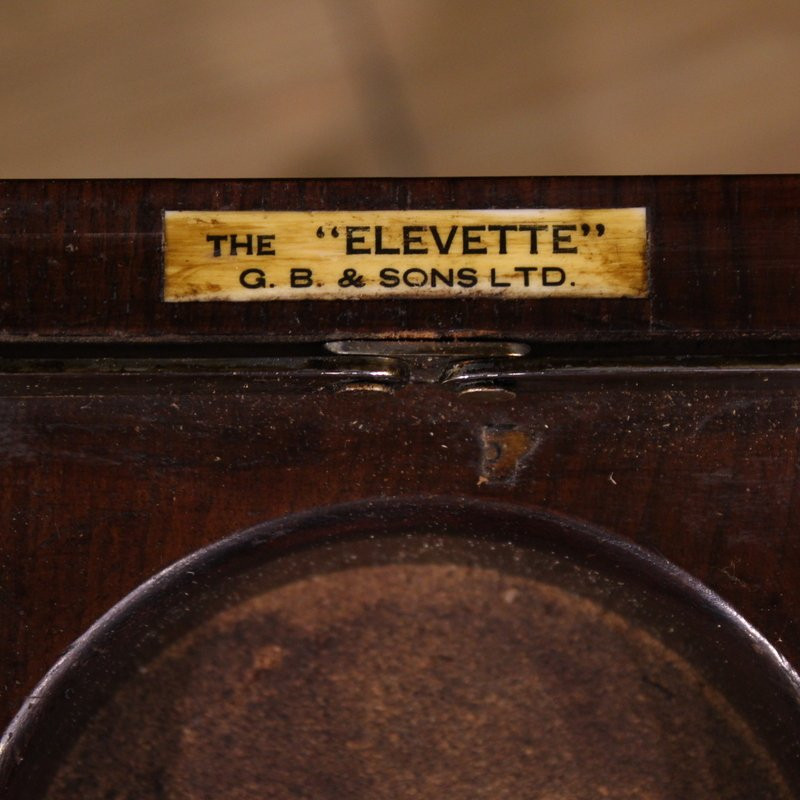 THE “ELEVETTE”
G. B. & SONS LTD.